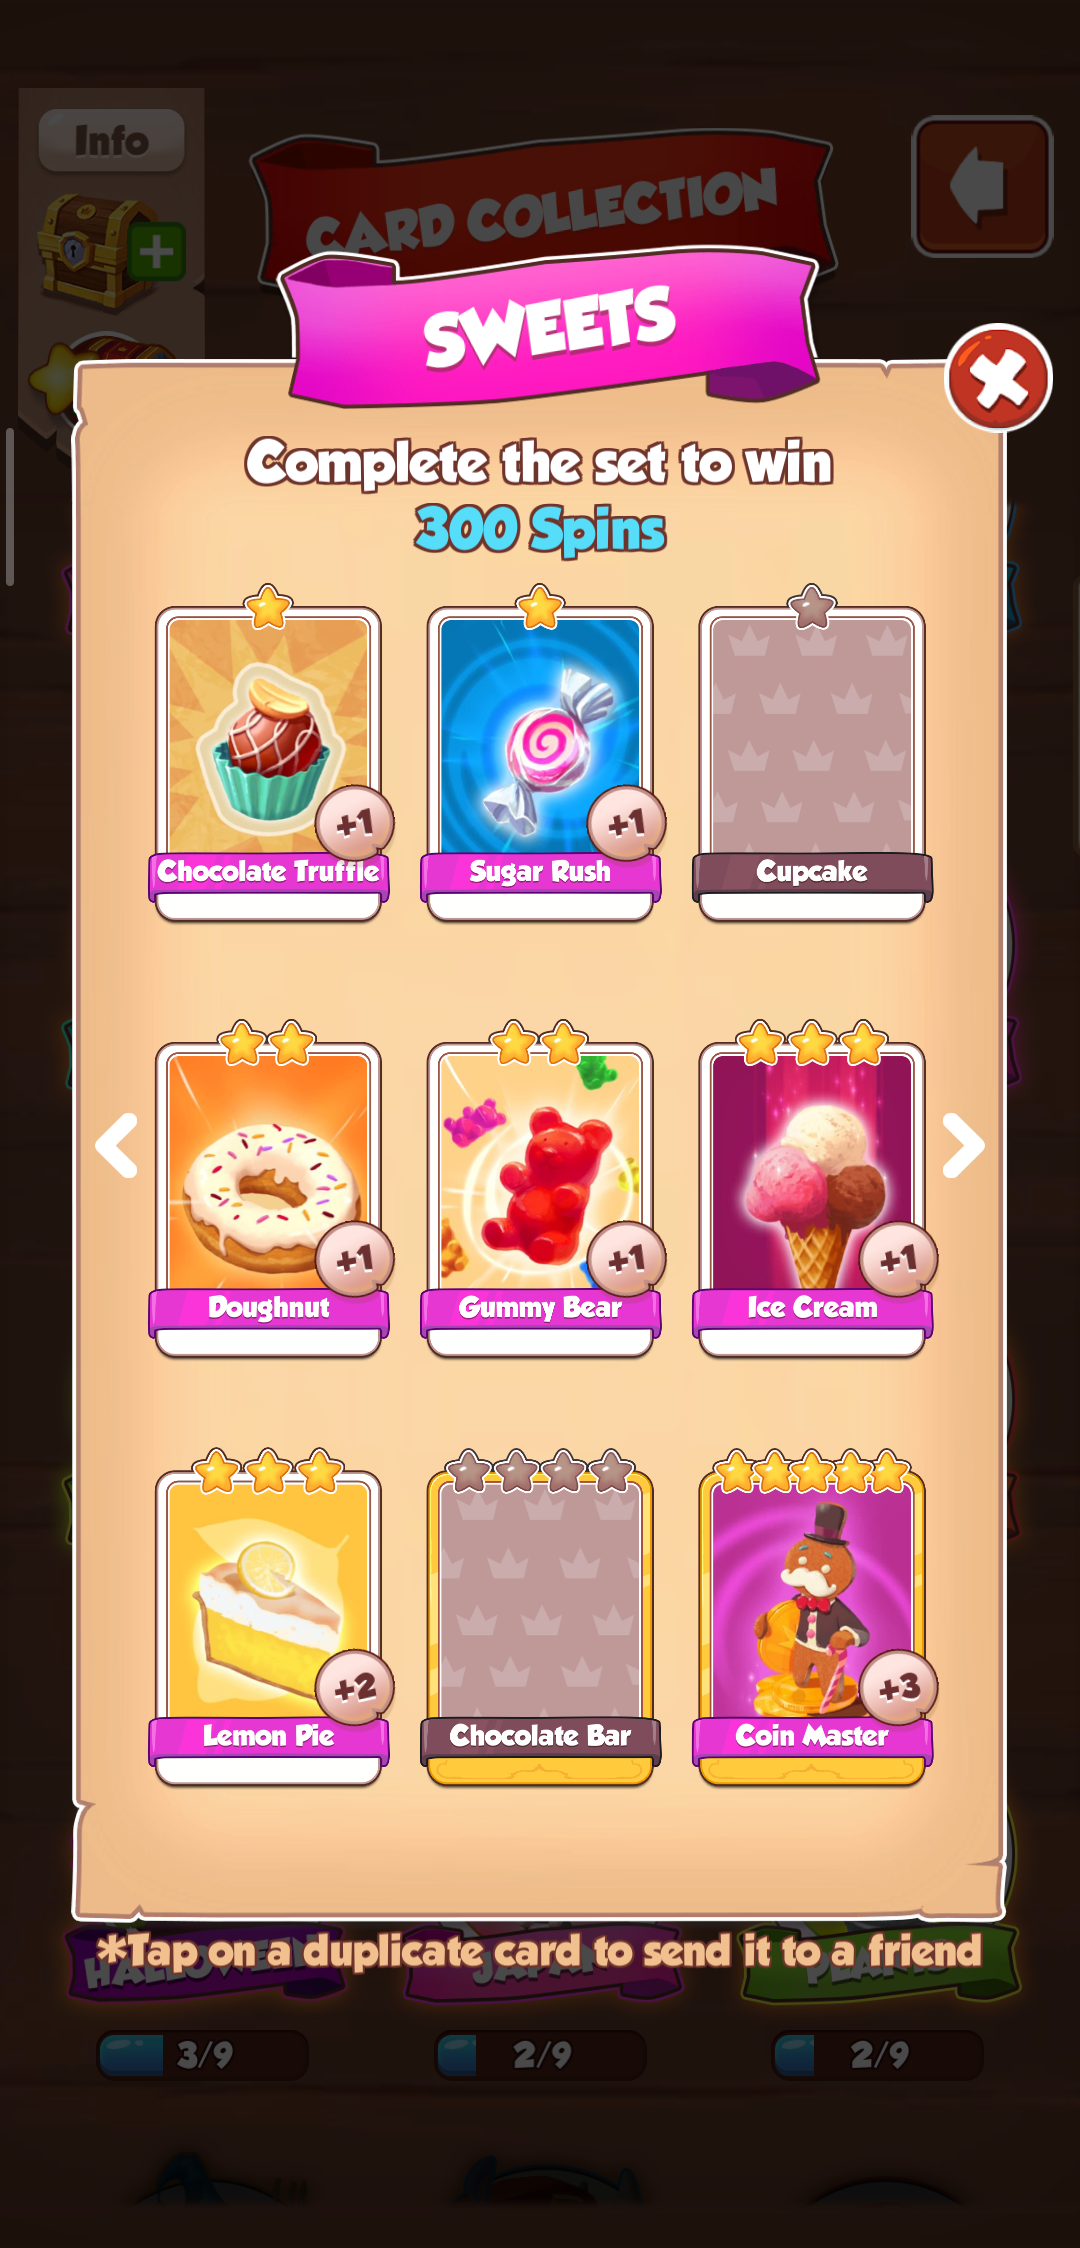 Info
CARD COLLECTION
SWEETS
Complete the set to win
300 Spins
+1
+1
Chocolate Truffle
Sugar Rush
Cupcake
+1
+1
+1
Doughnut
Gummy Bear
Ice Cream
+2
+3
Lemon Pie
Chocolate Bar
Coin Master
*Tap on a duplicate card to send it to a friend
HALLOWEEN
JAPAN
3/9
2/9
2/9